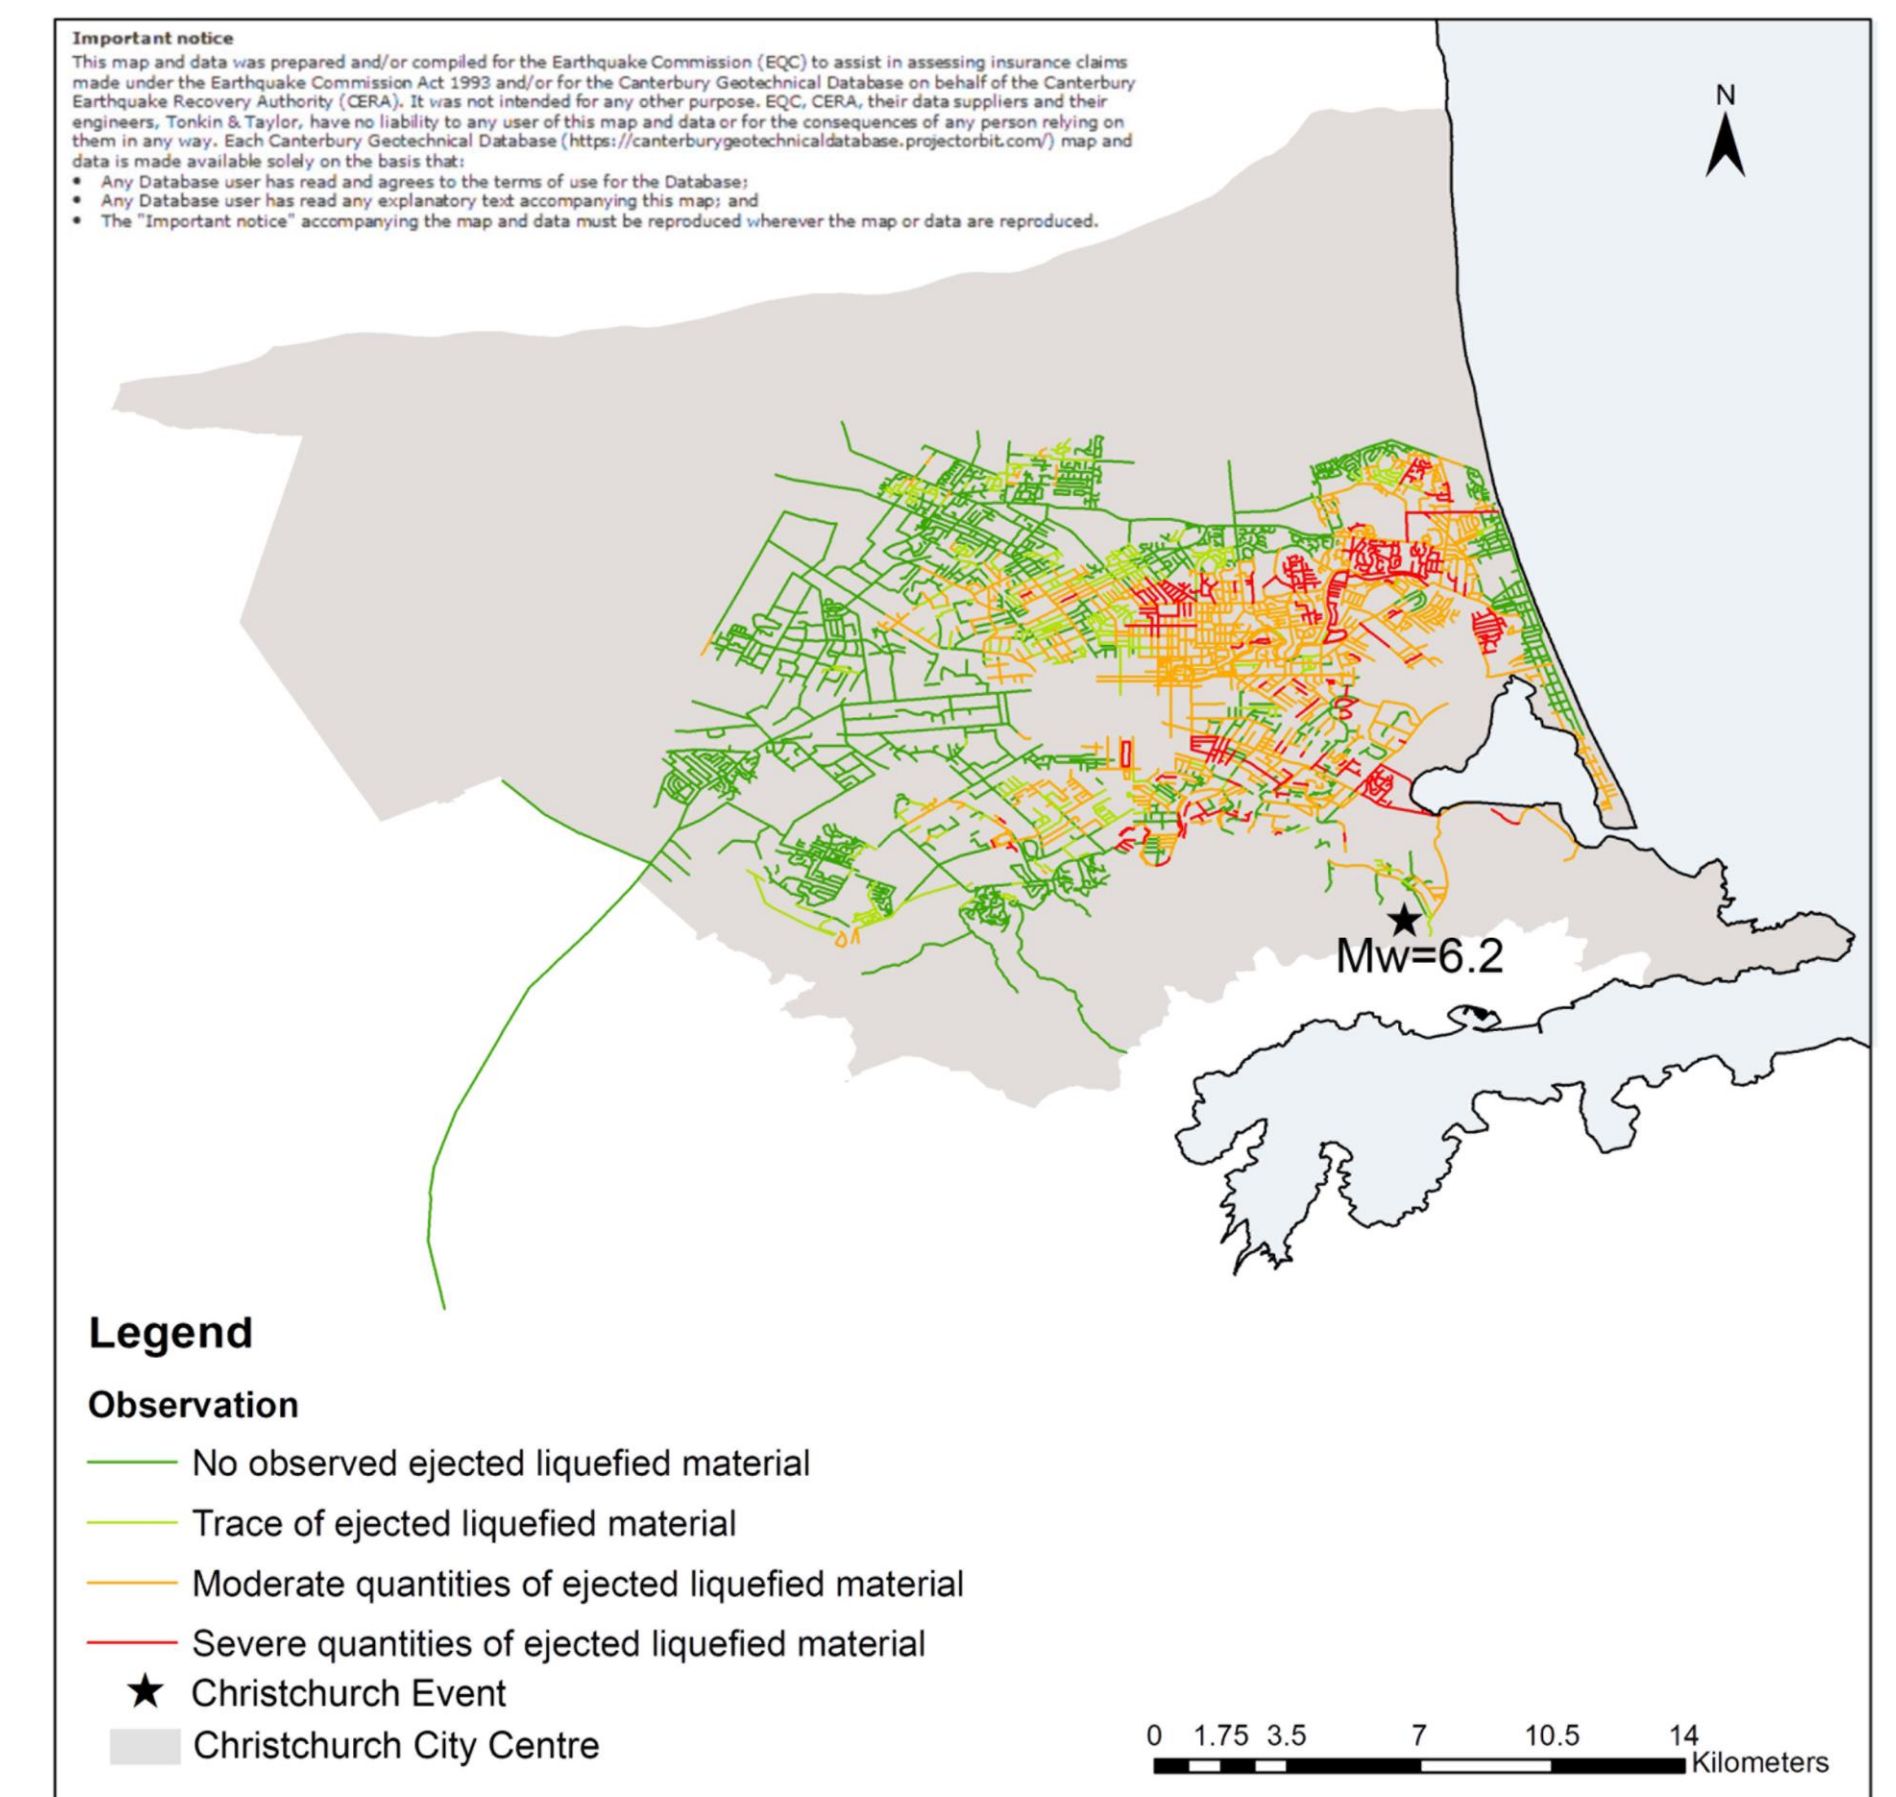 Important notice
This map and data was prepared and/or compiled for the Earthquake Commission (EQC) to assist in assessing insurance claims
made under the Earthquake Commission Act 1993 and/or for the Canterbury Geotechnical Database on behalf of the Canterbury
Earthquake Recovery Authority (CERA). It was not intended for any other purpose. EQC, CERA, their data suppliers and their
engineers, Tonkin & Taylor, have no liability to any user of this map and data or for the consequences of any person relying on
them in any way. Each Canterbury Geotechnical Database (https://canterburygeotechnicaldatabase.projectorbit.com/) map and
data is made available solely on the basis that:
• Any Database user has read and agrees to the terms of use for the Database;
• Any Database user has read any explanatory text accompanying this map; and
• The "Important notice" accompanying the map and data must be reproduced wherever the map or data are reproduced.
N
Mw=6.2
Legend
Observation
No observed ejected liquefied material
Trace of ejected liquefied material
Moderate quantities of ejected liquefied material
Severe quantities of ejected liquefied material
Christchurch Event
Christchurch City Centre
0 1.75 3.5 7 10.5 14
Kilometers